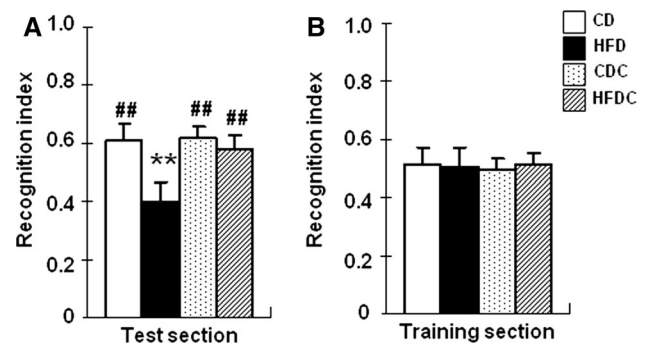 A
Recognition index
1.0
0.8
0.6
0.4
0.2
0
##
**
##
##
Test section
B
Recognition index
1.0
0.8
0.6
0.4
0.2
0
Training section
CD
HFD
CDC
HFDC